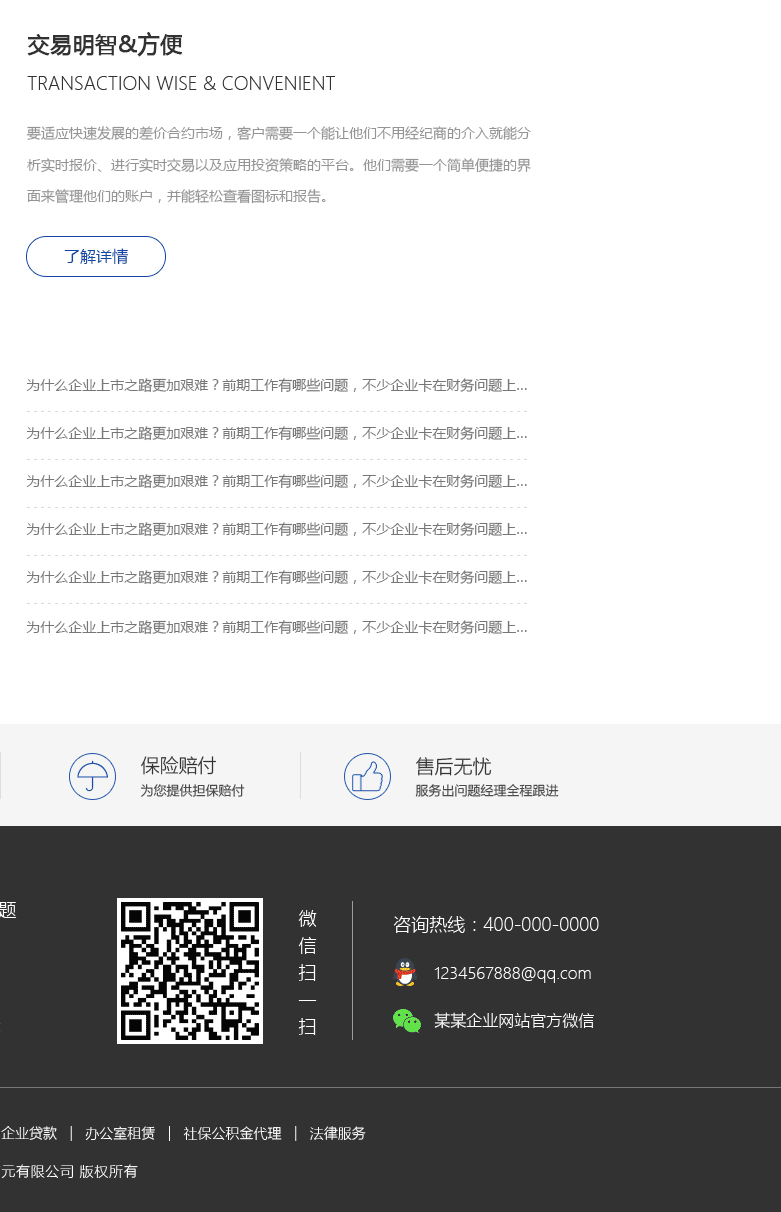 交易明智&方便
TRANSACTION WISE & CONVENIENT
要适应快速发展的差价合约市场，客户需要一个能让他们不用经纪商的介入就能分
析实时报价、进行实时交易以及应用投资策略的平台。他们需要一个简单便捷的界
面来管理他们的账户，并能轻松查看图标和报告。
了解详情
为什么企业上市之路更加艰难？前期工作有哪些问题，不少企业卡在财务问题上...
为什么企业上市之路更加艰难？前期工作有哪些问题，不少企业卡在财务问题上...
为什么企业上市之路更加艰难？前期工作有哪些问题，不少企业卡在财务问题上...
为什么企业上市之路更加艰难？前期工作有哪些问题，不少企业卡在财务问题上...
为什么企业上市之路更加艰难？前期工作有哪些问题，不少企业卡在财务问题上...
为什么企业上市之路更加艰难？前期工作有哪些问题，不少企业卡在财务问题上...
保险赔付
为您提供担保赔付
售后无忧
服务出问题经理全程跟进
题
微
信
扫
一
扫
咨询热线：400-000-0000
1234567888@qq.com
某某企业网站官方微信
企业贷款 | 办公室租赁 | 社保公积金代理 | 法律服务
元有限公司 版权所有